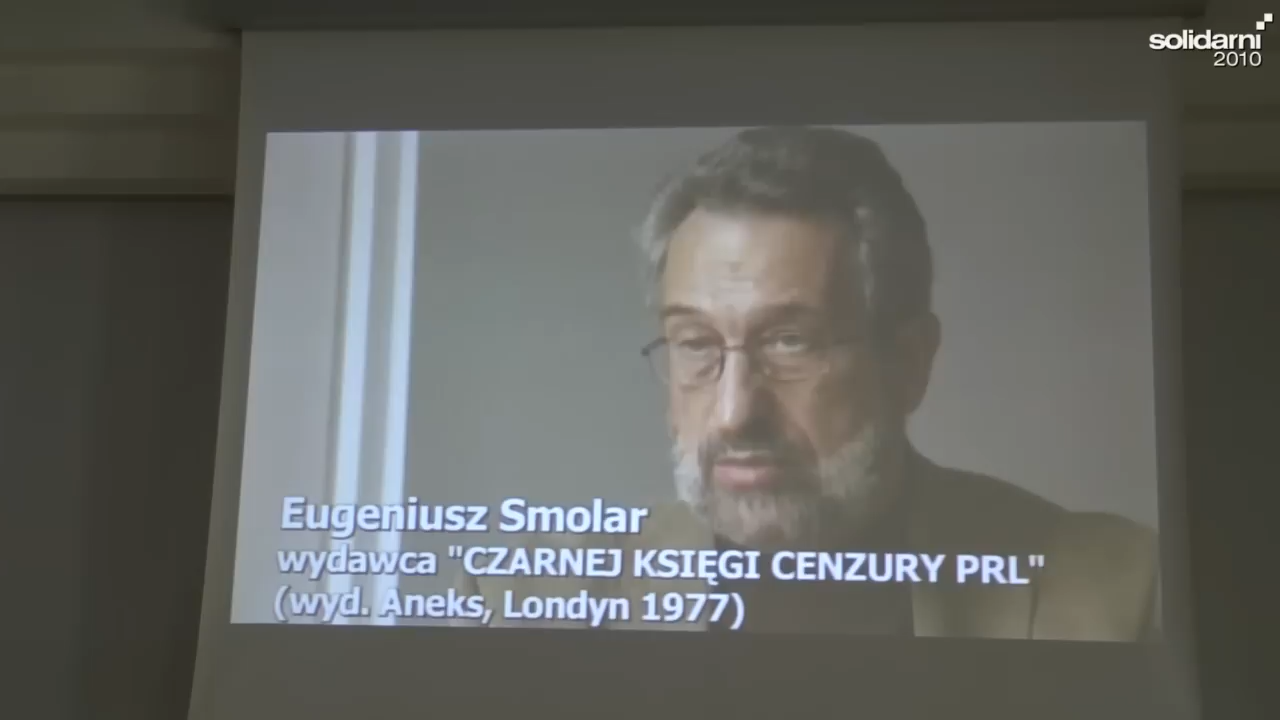 solidarni
2010
Eugeniusz Smolar
wydawca "CZARNEJ KSIĘGI CENZURY PRL"
(wyd. Aneks, Londyn 1977)